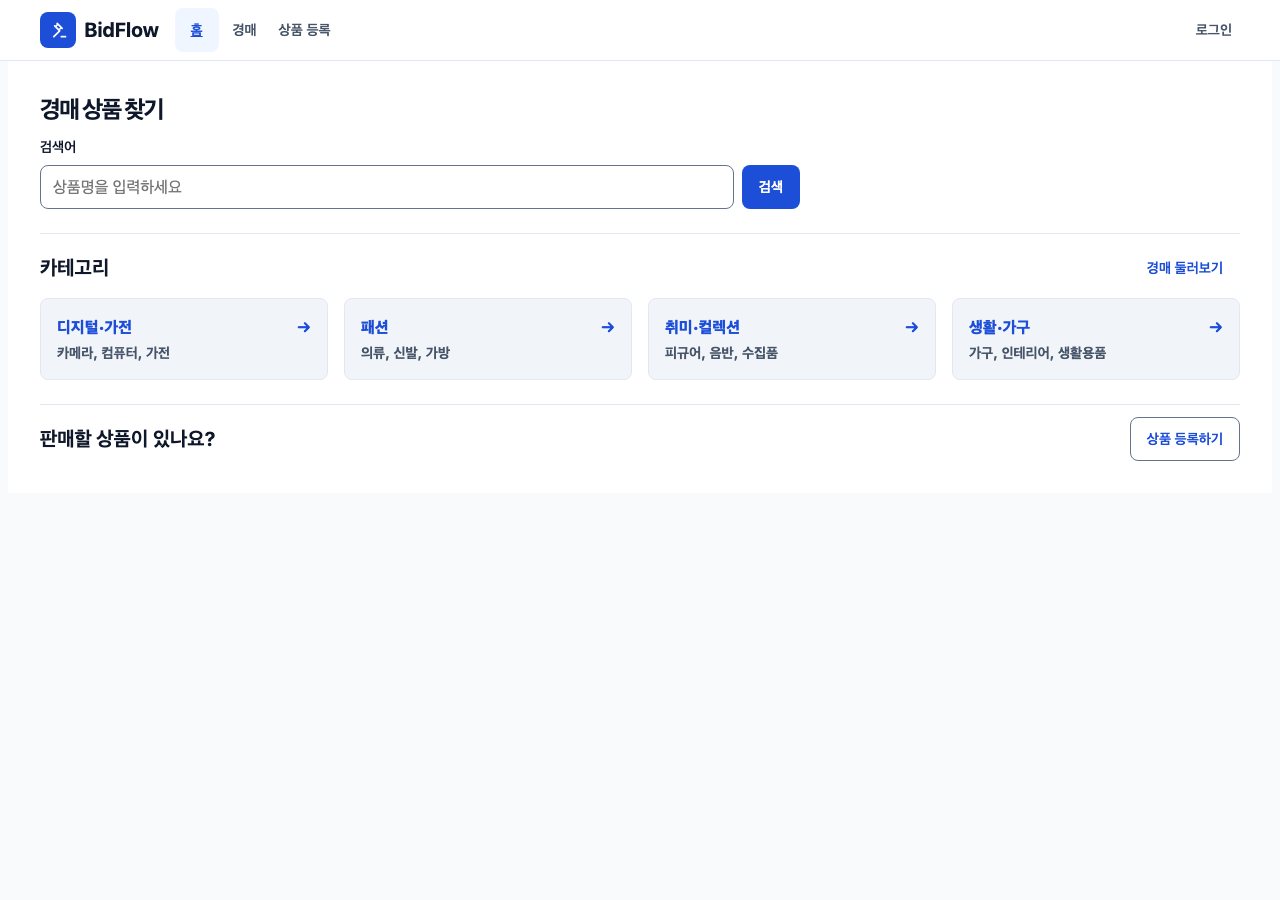 BidFlow 홈 경매 상품 등록 로그인
경매 상품 찾기
검색어
상품명을 입력하세요 검색
카테고리 경매 둘러보기
디지털·가전 → 패션 → 취미·컬렉션 → 생활·가구 →
카메라, 컴퓨터, 가전 의류, 신발, 가방 피규어, 음반, 수집품 가구, 인테리어, 생활용품
판매할 상품이 있나요? 상품 등록하기